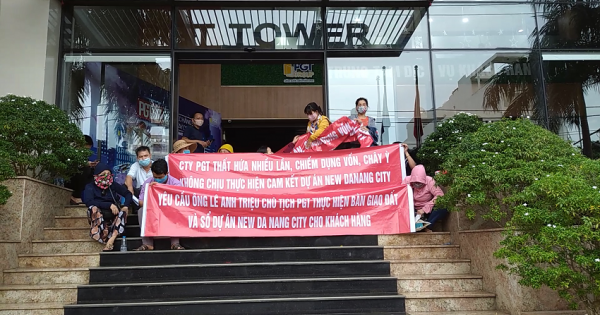 PGT TOWER
PGT
CTY PGT THẤT HỨA NHIỀU LẦN, CHIẾM DỤNG VỐN, CHÂY Ỳ
KHÔNG CHỊU THỰC HIỆN CAM KẾT DỰ ÁN NEW DANANG CITY
YÊU CẦU ÔNG LÊ ANH TRIỀU CHỦ TỊCH PGT THỰC HIỆN BÀN GIAO ĐẤT
VÀ SỔ DỰ ÁN NEW DA NANG CITY CHO KHÁCH HÀNG